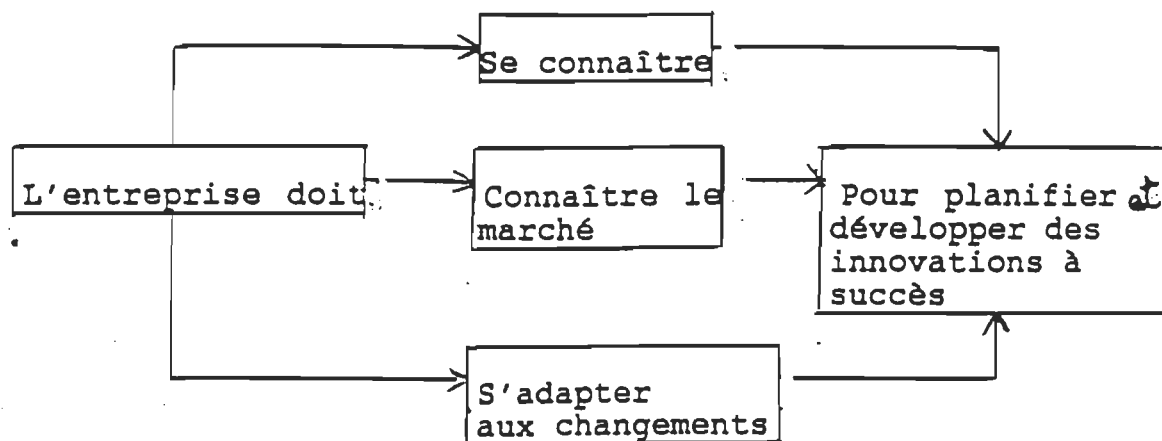 Se connaître
L'entreprise doit
Connaître le
marché
Pour planifier et
développer des
innovations à
succès
S'adapter
aux changements